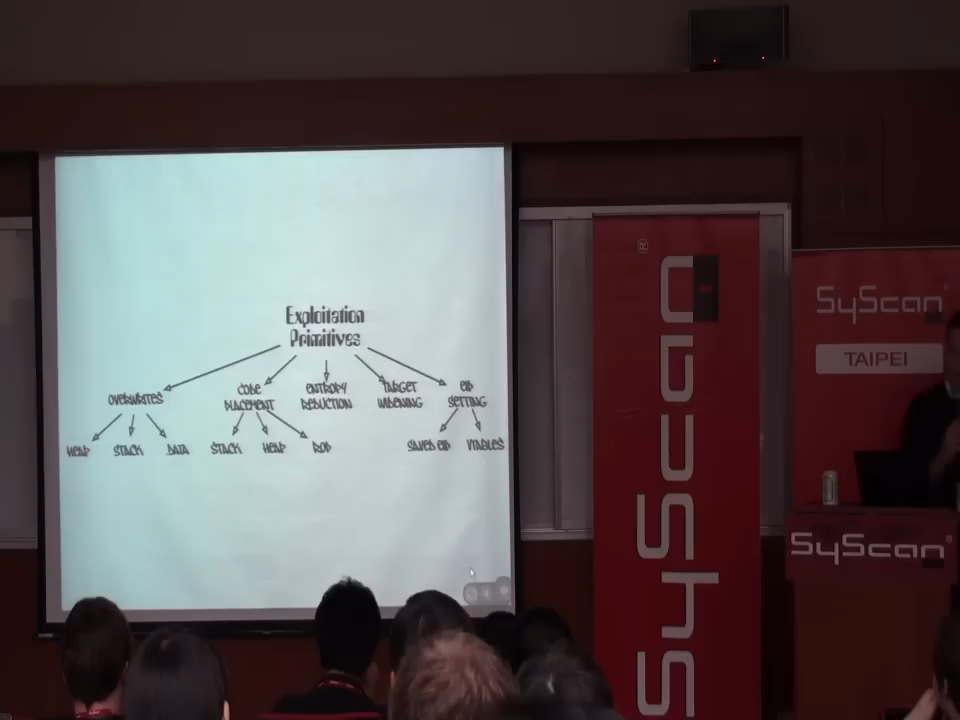 Exploitation
Primitives
OVERWRITES
CODE
PLACEMENT
ENTROPY
REDUCTION
TARGET
WIDENING
EIP
SETTING
HEAP
STACK
DATA
STACK
HEAP
ROP
SAVED EIP
VTABLES
SyScan®
SyScan
TAIPEI
SyScan®